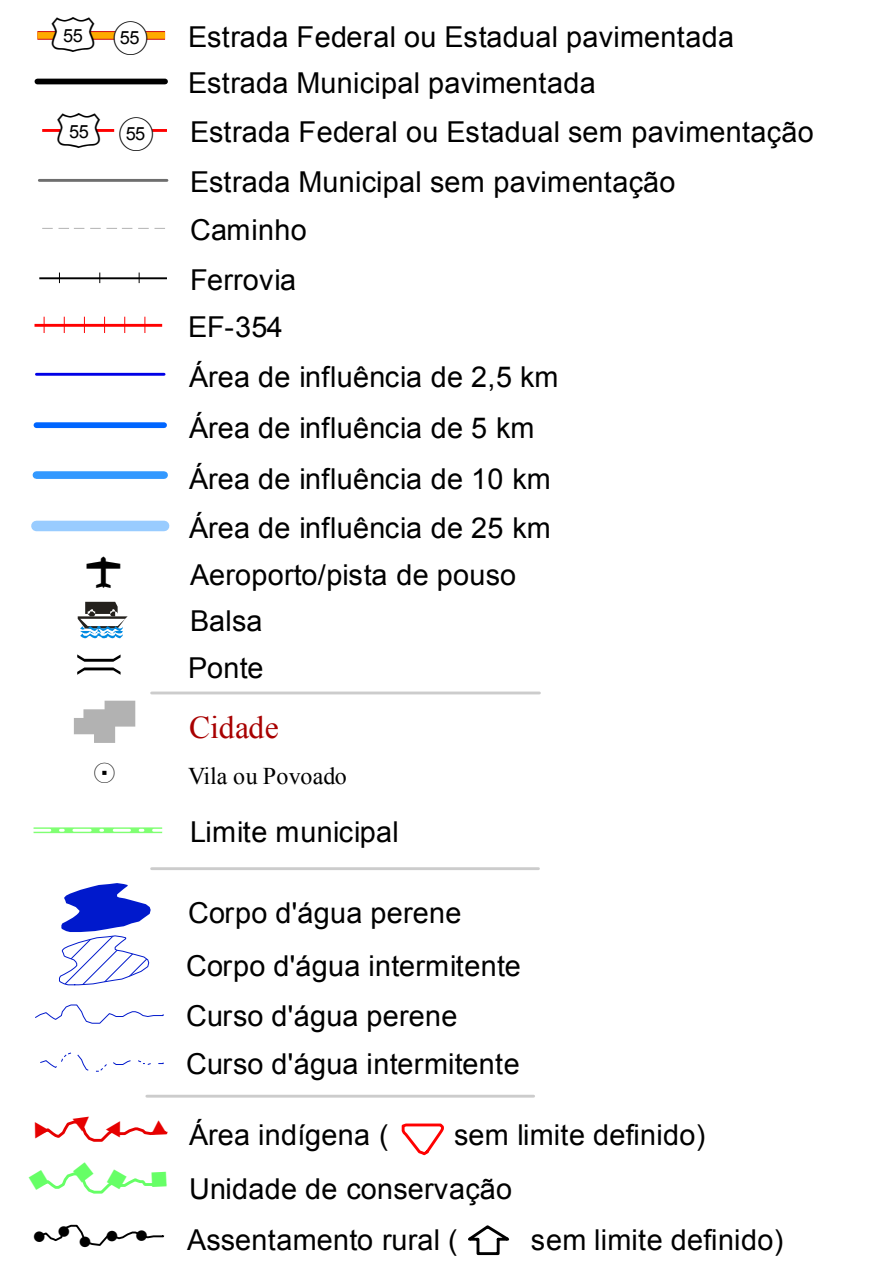 55 55 Estrada Federal ou Estadual pavimentada
Estrada Municipal pavimentada
55 55 Estrada Federal ou Estadual sem pavimentação
Estrada Municipal sem pavimentação
Caminho
Ferrovia
EF-354
Área de influência de 2,5 km
Área de influência de 5 km
Área de influência de 10 km
Área de influência de 25 km
Aeroporto/pista de pouso
Balsa
Ponte
Cidade
Vila ou Povoado
Limite municipal
Corpo d'água perene
Corpo d'água intermitente
Curso d'água perene
Curso d'água intermitente
Área indígena ( sem limite definido)
Unidade de conservação
Assentamento rural ( sem limite definido)